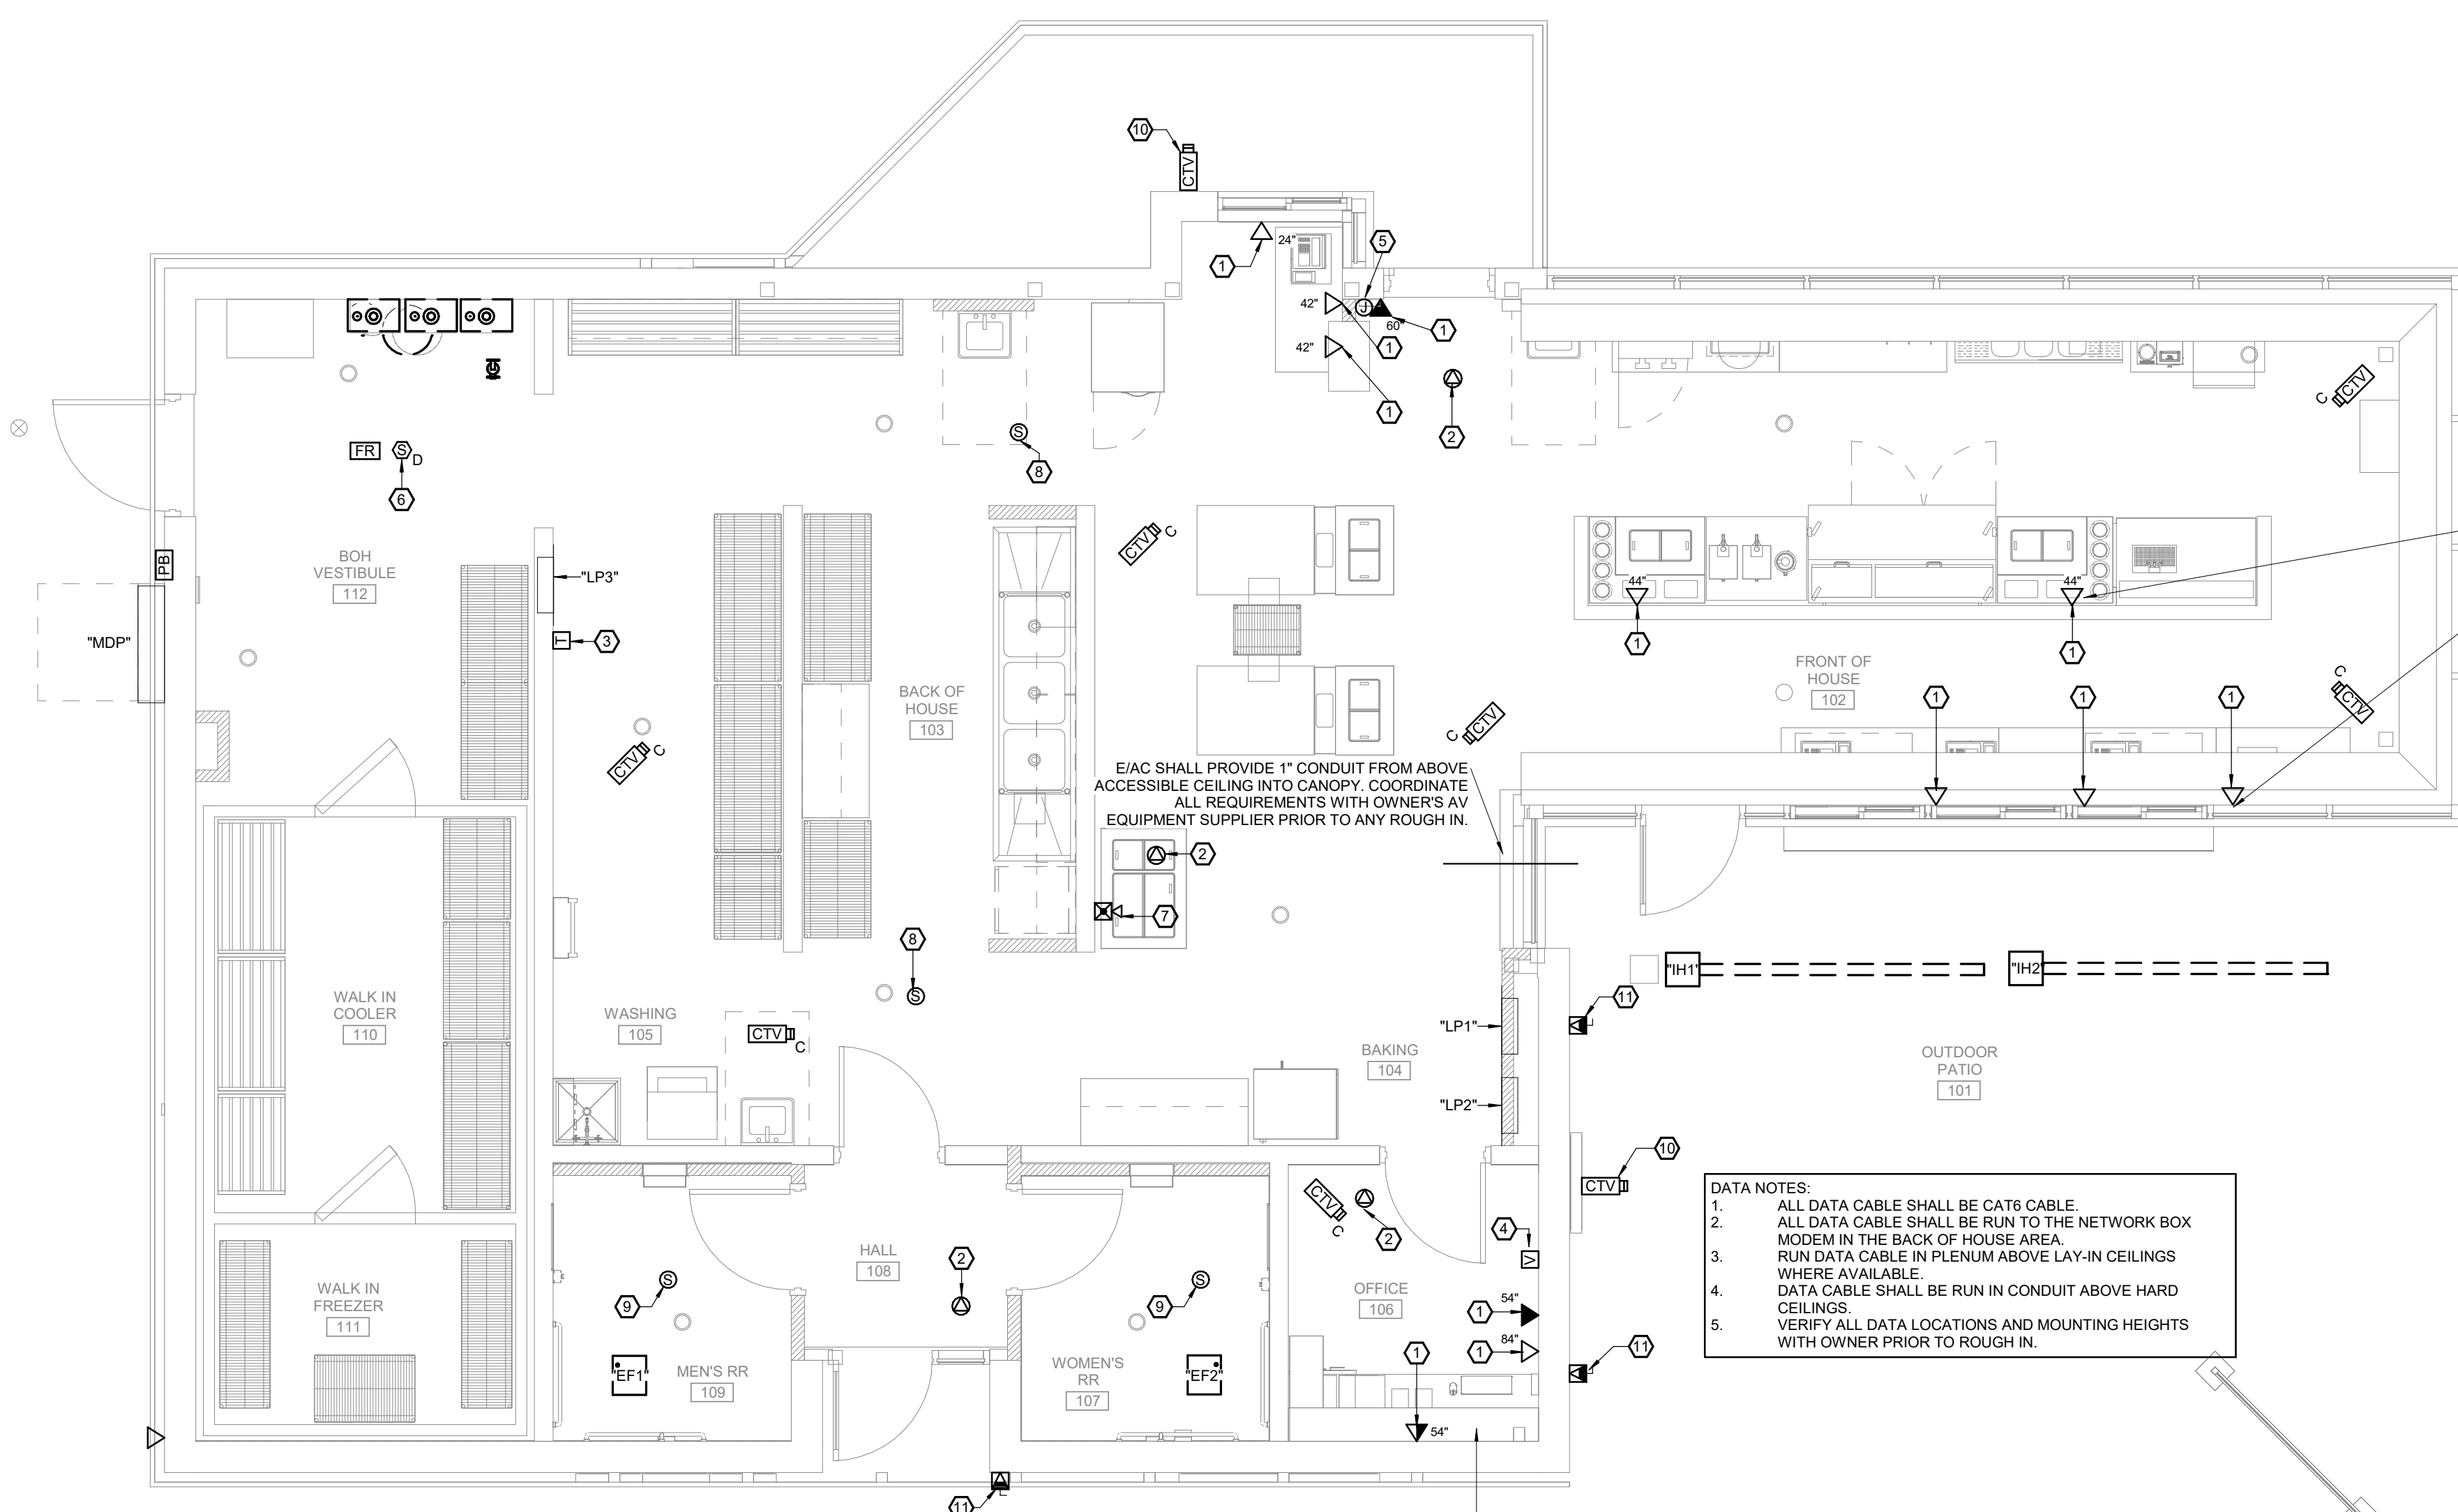 10
CTV
1
24"
5
42"
J
60"
1
1
42"
1
2
CTV
C
FR
S
D
6
S
8
PB
BOH
VESTIBULE
112
"LP3"
T
3
"MDP"
CTV
C
BACK OF
HOUSE
103
44"
44"
1
1
FRONT OF
HOUSE
102
1
1
1
C
CTV
C
CTV
CTV
C
E/AC SHALL PROVIDE 1" CONDUIT FROM ABOVE
ACCESSIBLE CEILING INTO CANOPY. COORDINATE
ALL REQUIREMENTS WITH OWNER'S AV
EQUIPMENT SUPPLIER PRIOR TO ANY ROUGH IN.
2
7
8
S
"IH1"
"IH2"
11
WALK IN
COOLER
110
WASHING
105
CTV
C
"LP1"
BAKING
104
"LP2"
OUTDOOR
PATIO
101
10
CTV
CTV
C
2
4
V
HALL
108
2
WALK IN
FREEZER
111
S
9
S
9
OFFICE
106
1
54"
1
84"
11
1
54"
"EF1"
MEN'S RR
109
WOMEN'S
RR
107
"EF2"
11
DATA NOTES:
1. ALL DATA CABLE SHALL BE CAT6 CABLE.
2. ALL DATA CABLE SHALL BE RUN TO THE NETWORK BOX
MODEM IN THE BACK OF HOUSE AREA.
3. RUN DATA CABLE IN PLENUM ABOVE LAY-IN CEILINGS
WHERE AVAILABLE.
4. DATA CABLE SHALL BE RUN IN CONDUIT ABOVE HARD
CEILINGS.
5. VERIFY ALL DATA LOCATIONS AND MOUNTING HEIGHTS
WITH OWNER PRIOR TO ROUGH IN.